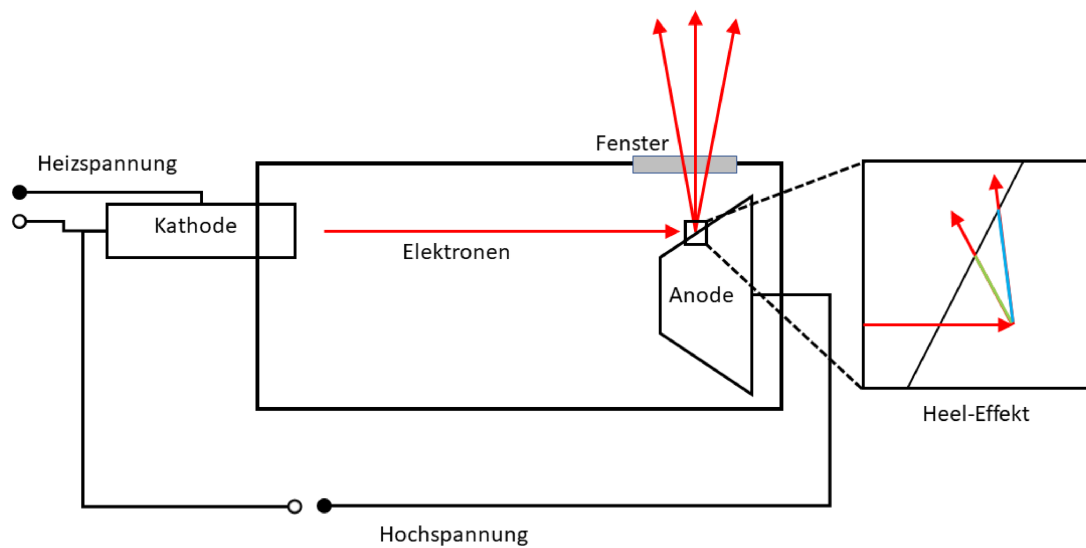 Fenster
Heizspannung
Kathode
Elektronen
Anode
Heel-Effekt
Hochspannung